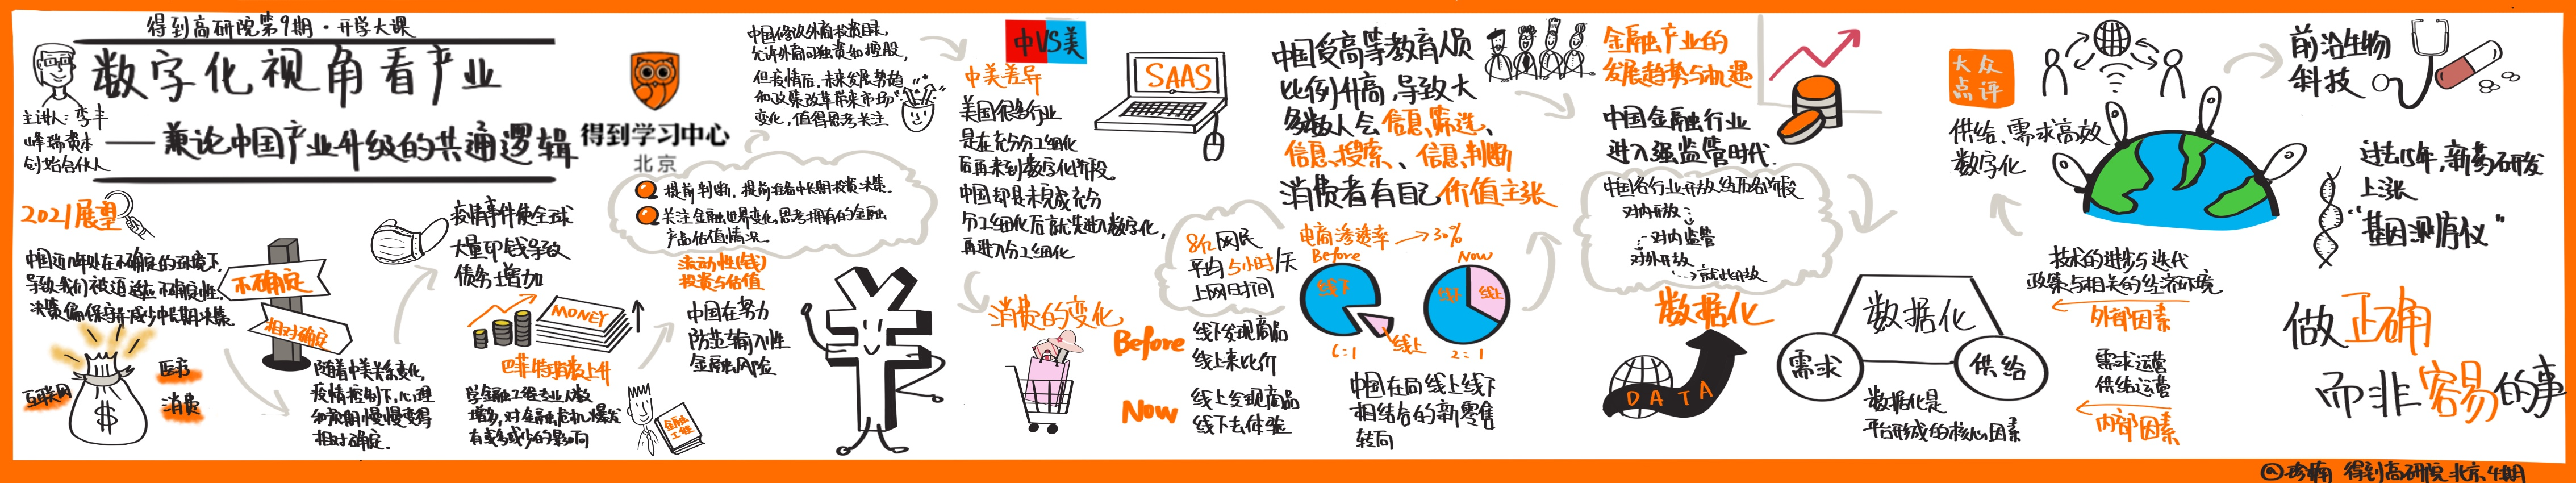 得到高研院第9期·开学大课
数字化视角看产业
——兼论中国产业升级的共通逻辑
主讲人：李丰
峰瑞资本
创始合伙人
得到学习中心
北京
2021展望
中国近几年处在不确定的环境下，
导致我们被迫适应不确定性。
决策偏保守并减少中长期决策。
互联网
医疗
消费
$
不确定
相对确定
随着中美关系变化，
疫情控制下，心理
和预期慢慢变得
相对确定。
疫情事件使全球
大量印钱导致
债务增加
MONEY
巴菲特指数上升
学金融工程专业人数
增多，对金融危机爆发
有或多或少的影响
金融
工程
提前判断，提前准备中长期投资决策。
关注金融世界变化，思考拥有的金融
产品估值情况。
流动性(钱)
投资与估值
中国在努力
防范输入性
金融风险
中国修改外商投资目录，
允许外商可独资和控股，
但疫情后，未来发展势趋
和政策改革带来市场
变化，值得思考关注
中VS美
中美差异
美国很多行业
是在充分分工细化
后再来到数字化阶段。
中国却是未完成充分
分工细化后就先进入数字化，
再进入分工细化
SAAS
消费的变化
Before
线下发现商品
线上来比价
Now
线上发现商品
线下去体验
8亿网民
平均5小时/天
上网时间
中国受高等教育人员
比例升高，导致大
多数人会信息筛选、
信息搜索、信息判断
消费者有自己价值主张
电商渗透率→30%
Before
线下
线上
6:1
Now
线下
线上
2:1
中国在向线上线下
相结合的新零售
转向
金融产业的
发展趋势与机遇
中国金融行业
进入强监管时代.
中国各行业开放经历各阶段
对内开放：
对内监管
对外开放
数据化
DATA
数据化
需求
供给
数据化是
平台形成的核心因素
大众
点评
供给、需求高效
数字化
技术的进步与迭代
政策与相关的经济环境
外部因素
需求运营
供给运营
内部因素
前沿生物
科技
过去15年，新药研发
上涨
“基因测序仪”
做正确
而非容易的事
得到高研院北京4期